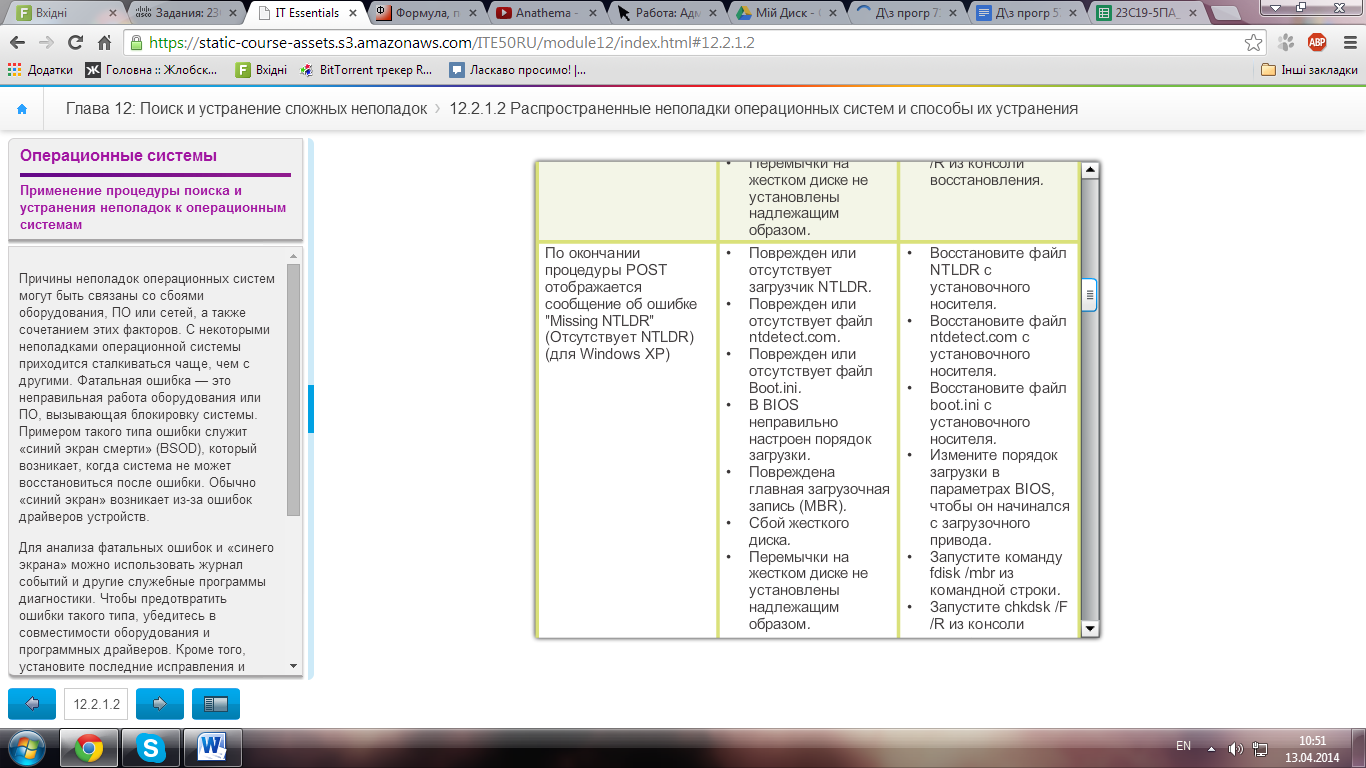 Вхідні
Задания: 23
IT Essentials
Формула, п
Anathema -
Работа: Адм
Мій Диск - 
Д\з прогр 7
Д\з прогр 5
23С19-5ПА_
https://static-course-assets.s3.amazonaws.com/ITE50RU/module12/index.html#12.2.1.2
ABP
Додатки
Головна :: Жлобск...
Вхідні
BitTorrent трекер R...
Ласкаво просимо! |...
Інші закладки
Глава 12: Поиск и устранение сложных неполадок
12.2.1.2 Распространенные неполадки операционных систем и способы их устранения
Операционные системы
Применение процедуры поиска и
устранения неполадок к операционным
системам
Причины неполадок операционных систем
могут быть связаны со сбоями
оборудования, ПО или сетей, а также
сочетанием этих факторов. С некоторыми
неполадками операционной системы
приходится сталкиваться чаще, чем с
другими. Фатальная ошибка — это
неправильная работа оборудования или
ПО, вызывающая блокировку системы.
Примером такого типа ошибки служит
«синий экран смерти» (BSOD), который
возникает, когда система не может
восстановиться после ошибки. Обычно
«синий экран» возникает из-за ошибок
драйверов устройств.
Для анализа фатальных ошибок и «синего
экрана» можно использовать журнал
событий и другие служебные программы
диагностики. Чтобы предотвратить
ошибки такого типа, убедитесь в
совместимости оборудования и
программных драйверов. Кроме того,
установите последние исправления и
• Перемычки на
жестком диске не
установлены
надлежащим
образом.
/R из консоли
восстановления.
По окончании
процедуры POST
отображается
сообщение об ошибке
"Missing NTLDR"
(Отсутствует NTLDR)
(для Windows XP)
• Поврежден или
отсутствует
загрузчик NTLDR.
• Поврежден или
отсутствует файл
ntdetect.com.
• Поврежден или
отсутствует файл
Boot.ini.
• В BIOS
неправильно
настроен порядок
загрузки.
• Повреждена
главная загрузочная
запись (MBR).
• Сбой жесткого
диска.
• Перемычки на
жестком диске не
установлены
надлежащим
образом.
• Восстановите файл
NTLDR с
установочного
носителя.
• Восстановите файл
ntdetect.com с
установочного
носителя.
• Восстановите файл
boot.ini с
установочного
носителя.
• Измените порядок
загрузки в
параметрах BIOS,
чтобы он начинался
с загрузочного
привода.
• Запустите команду
fdisk /mbr из
командной строки.
• Запустите chkdsk /F
/R из консоли
12.2.1.2
EN
10:51
13.04.2014